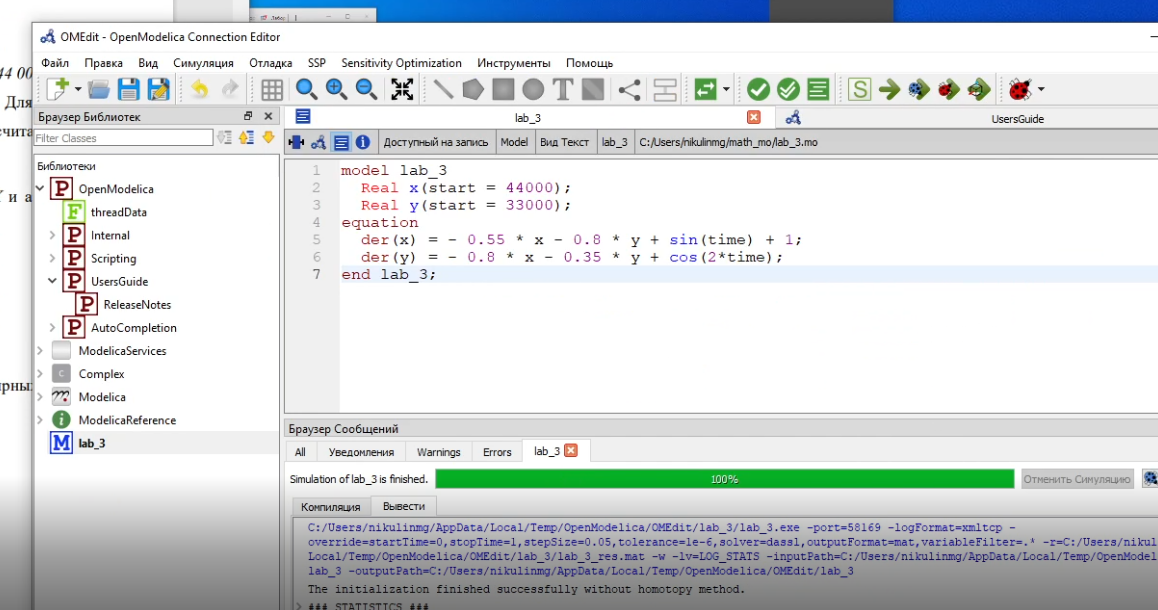 OMEdit - OpenModelica Connection Editor
Файл Правка Вид Симуляция Отладка SSP Sensitivity Optimization Инструменты Помощь
44 00
Для
счита
Y и а
рных
Браузер Библиотек
Filter Classes
Библиотеки
P OpenModelica
F threadData
P Internal
P Scripting
P UsersGuide
P ReleaseNotes
P AutoCompletion
ModelicaServices
C Complex
Modelica
i ModelicaReference
M lab_3
lab_3
UsersGuide
Доступный на запись Model Вид Текст lab_3 C:/Users/nikulinmg/math_mo/lab_3.mo
1 model lab_3
2 Real x(start = 44000);
3 Real y(start = 33000);
4 equation
5 der(x) = - 0.55 * x - 0.8 * y + sin(time) + 1;
6 der(y) = - 0.8 * x - 0.35 * y + cos(2*time);
7 end lab_3;
Браузер Сообщений
All Уведомления Warnings Errors lab_3
Simulation of lab_3 is finished. 100% Отменить Симуляцию
Компиляция Вывести
C:/Users/nikulinmg/AppData/Local/Temp/OpenModelica/OMEdit/lab_3/lab_3.exe -port=58169 -logFormat=xmltcp -
override=startTime=0,stopTime=1,stepSize=0.05,tolerance=1e-6,solver=dassl,outputFormat=mat,variableFilter=.* -r=C:/Users/nikul
Local/Temp/OpenModelica/OMEdit/lab_3/lab_3_res.mat -w -lv=LOG_STATS -inputPath=C:/Users/nikulinmg/AppData/Local/Temp/OpenModel
lab_3 -outputPath=C:/Users/nikulinmg/AppData/Local/Temp/OpenModelica/OMEdit/lab_3
The initialization finished successfully without homotopy method.
### STATISTICS ###